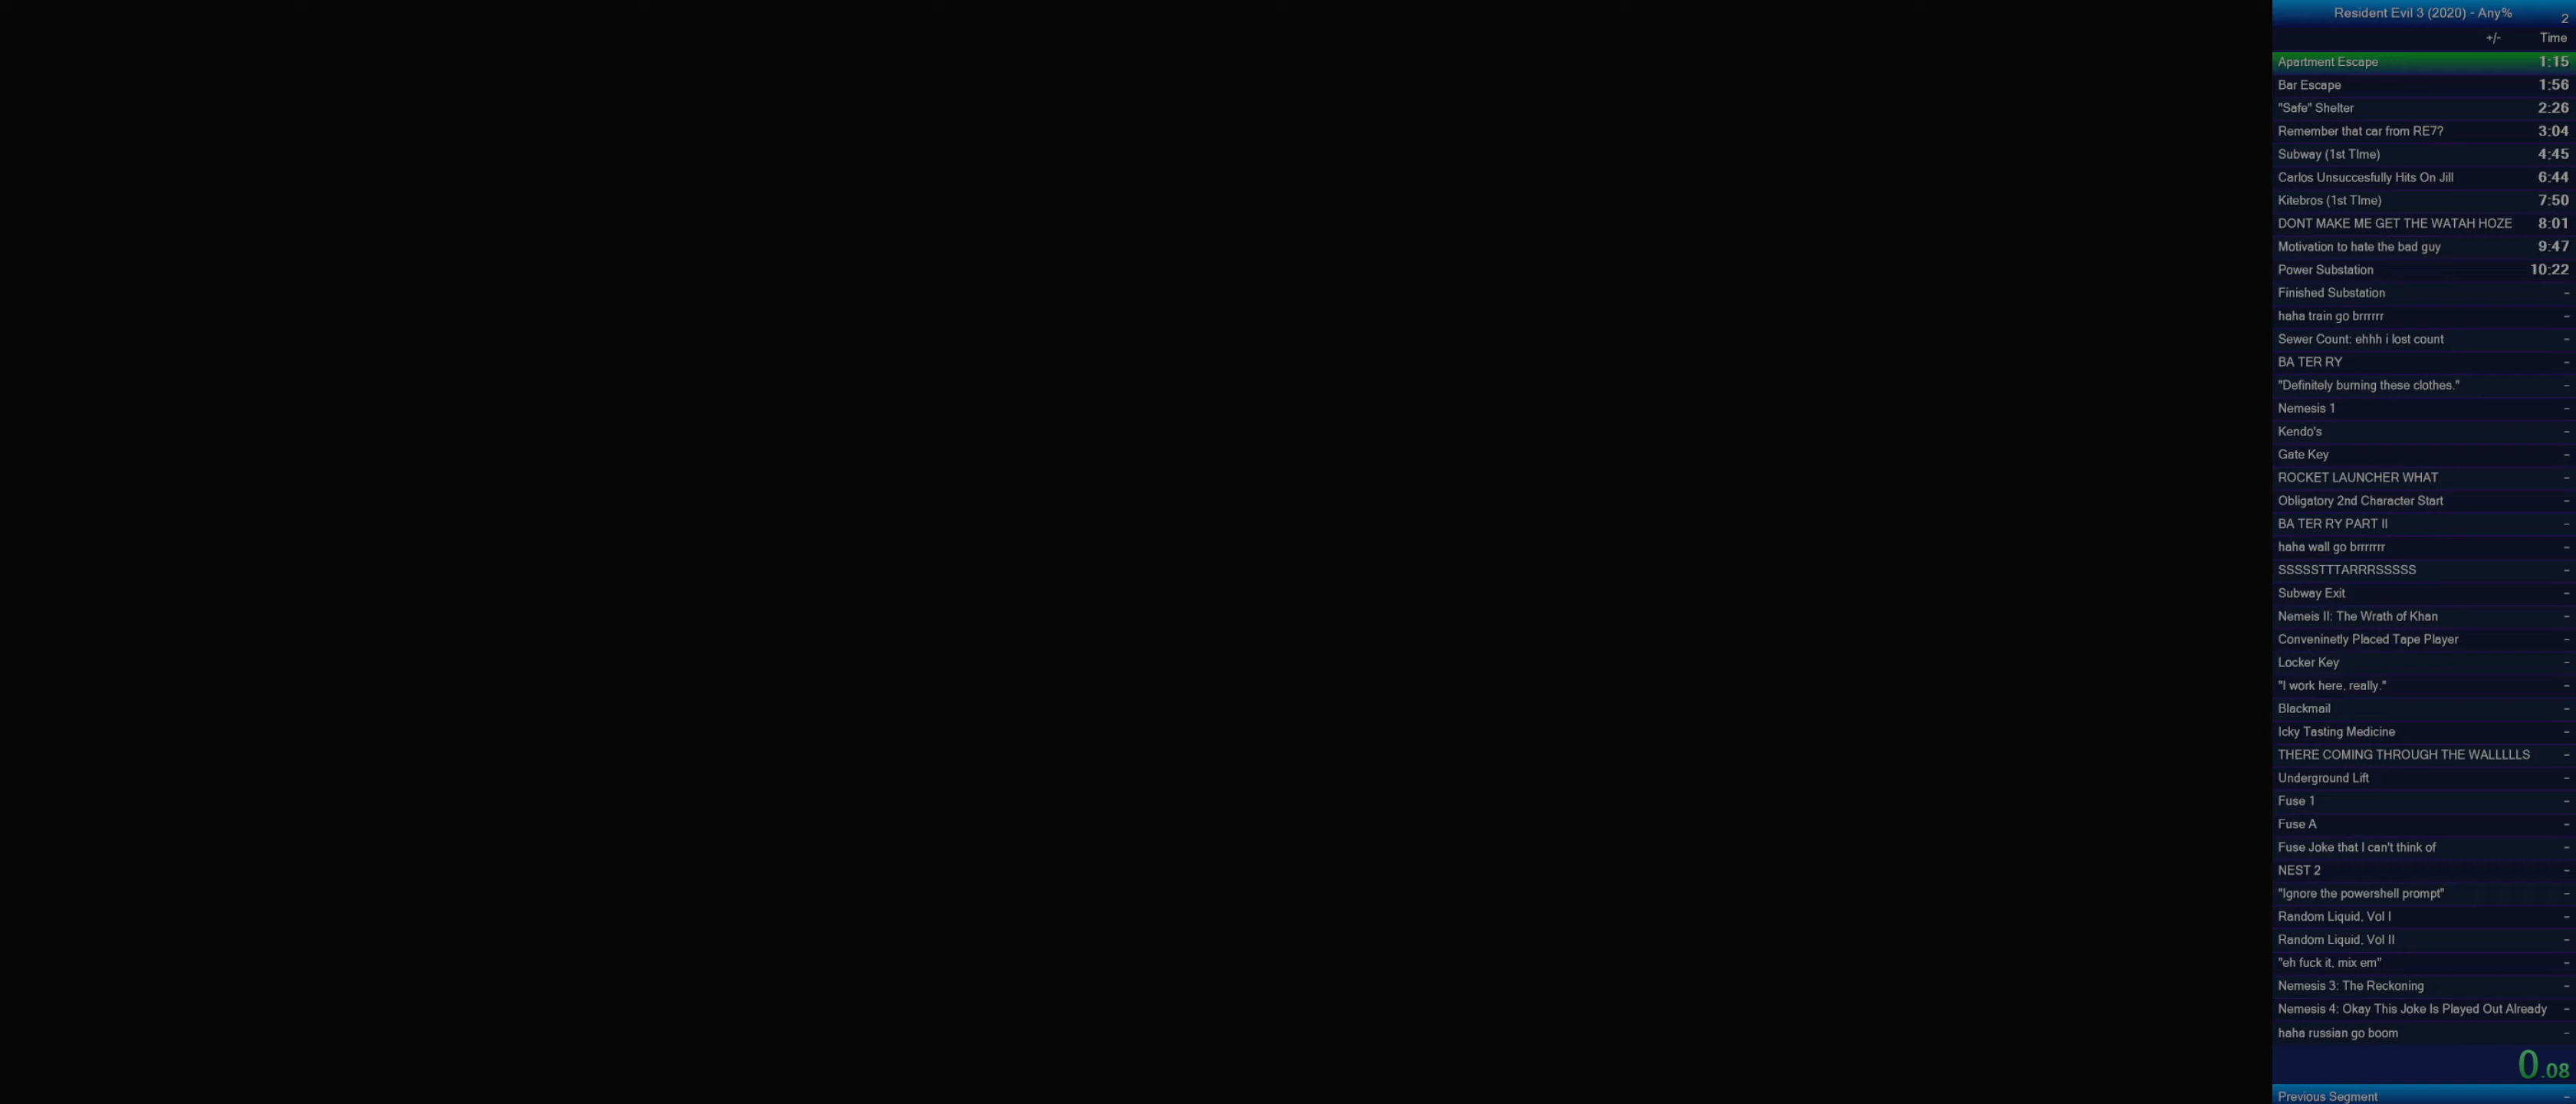 Resident Evil 3 (2020) - Any%
2
+/- Time
Apartment Escape 1:15
Bar Escape 1:56
"Safe" Shelter 2:26
Remember that car from RE7? 3:04
Subway (1st TIme) 4:45
Carlos Unsuccesfully Hits On Jill 6:44
Kitebros (1st TIme) 7:50
DONT MAKE ME GET THE WATAH HOZE 8:01
Motivation to hate the bad guy 9:47
Power Substation 10:22
Finished Substation -
haha train go brrrrrr -
Sewer Count: ehhh i lost count -
BA TER RY -
"Definitely burning these clothes." -
Nemesis 1 -
Kendo's -
Gate Key -
ROCKET LAUNCHER WHAT -
Obligatory 2nd Character Start -
BA TER RY PART II -
haha wall go brrrrrrr -
SSSSSTTTARRRSSSSS -
Subway Exit -
Nemeis II: The Wrath of Khan -
Conveninetly Placed Tape Player -
Locker Key -
"I work here, really." -
Blackmail -
Icky Tasting Medicine -
THERE COMING THROUGH THE WALLLLLS -
Underground Lift -
Fuse 1 -
Fuse A -
Fuse Joke that I can't think of -
NEST 2 -
"Ignore the powershell prompt" -
Random Liquid, Vol I -
Random Liquid, Vol II -
"eh fuck it, mix em" -
Nemesis 3: The Reckoning -
Nemesis 4: Okay This Joke Is Played Out Already -
haha russian go boom -
0.08
Previous Segment -